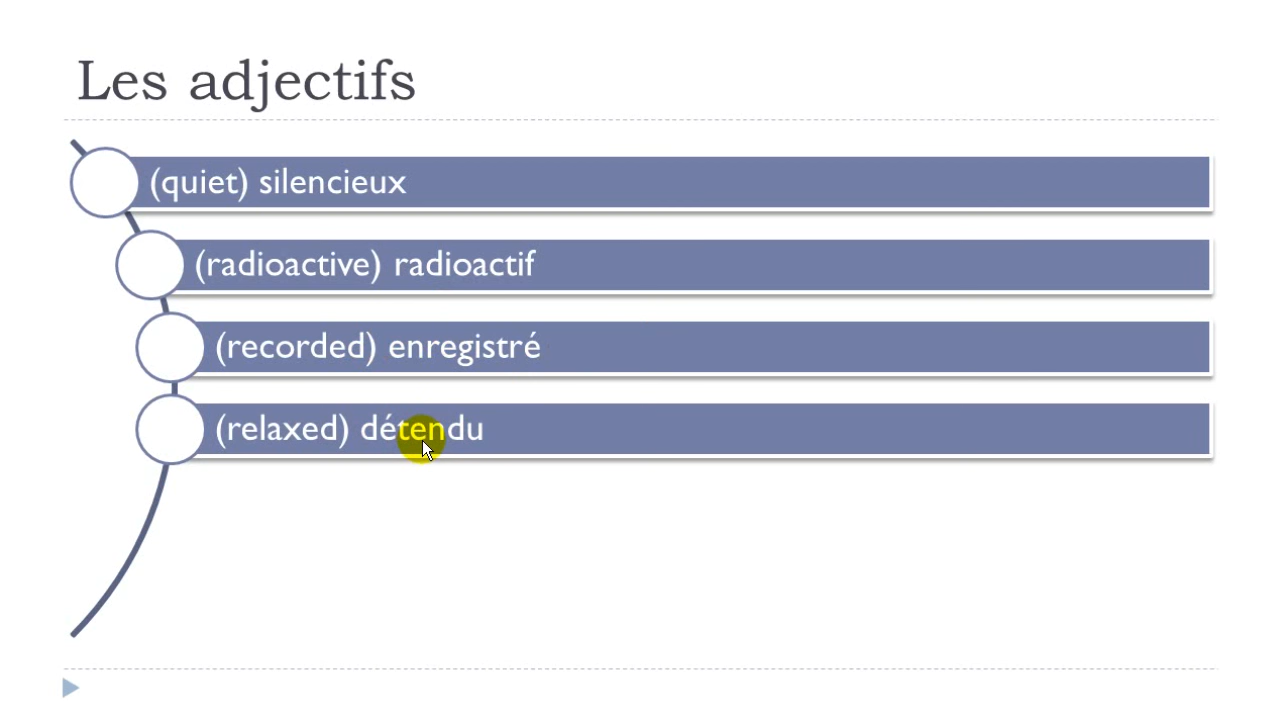 Les adjectifs
(quiet) silencieux
(radioactive) radioactif
(recorded) enregistré
(relaxed) détendu